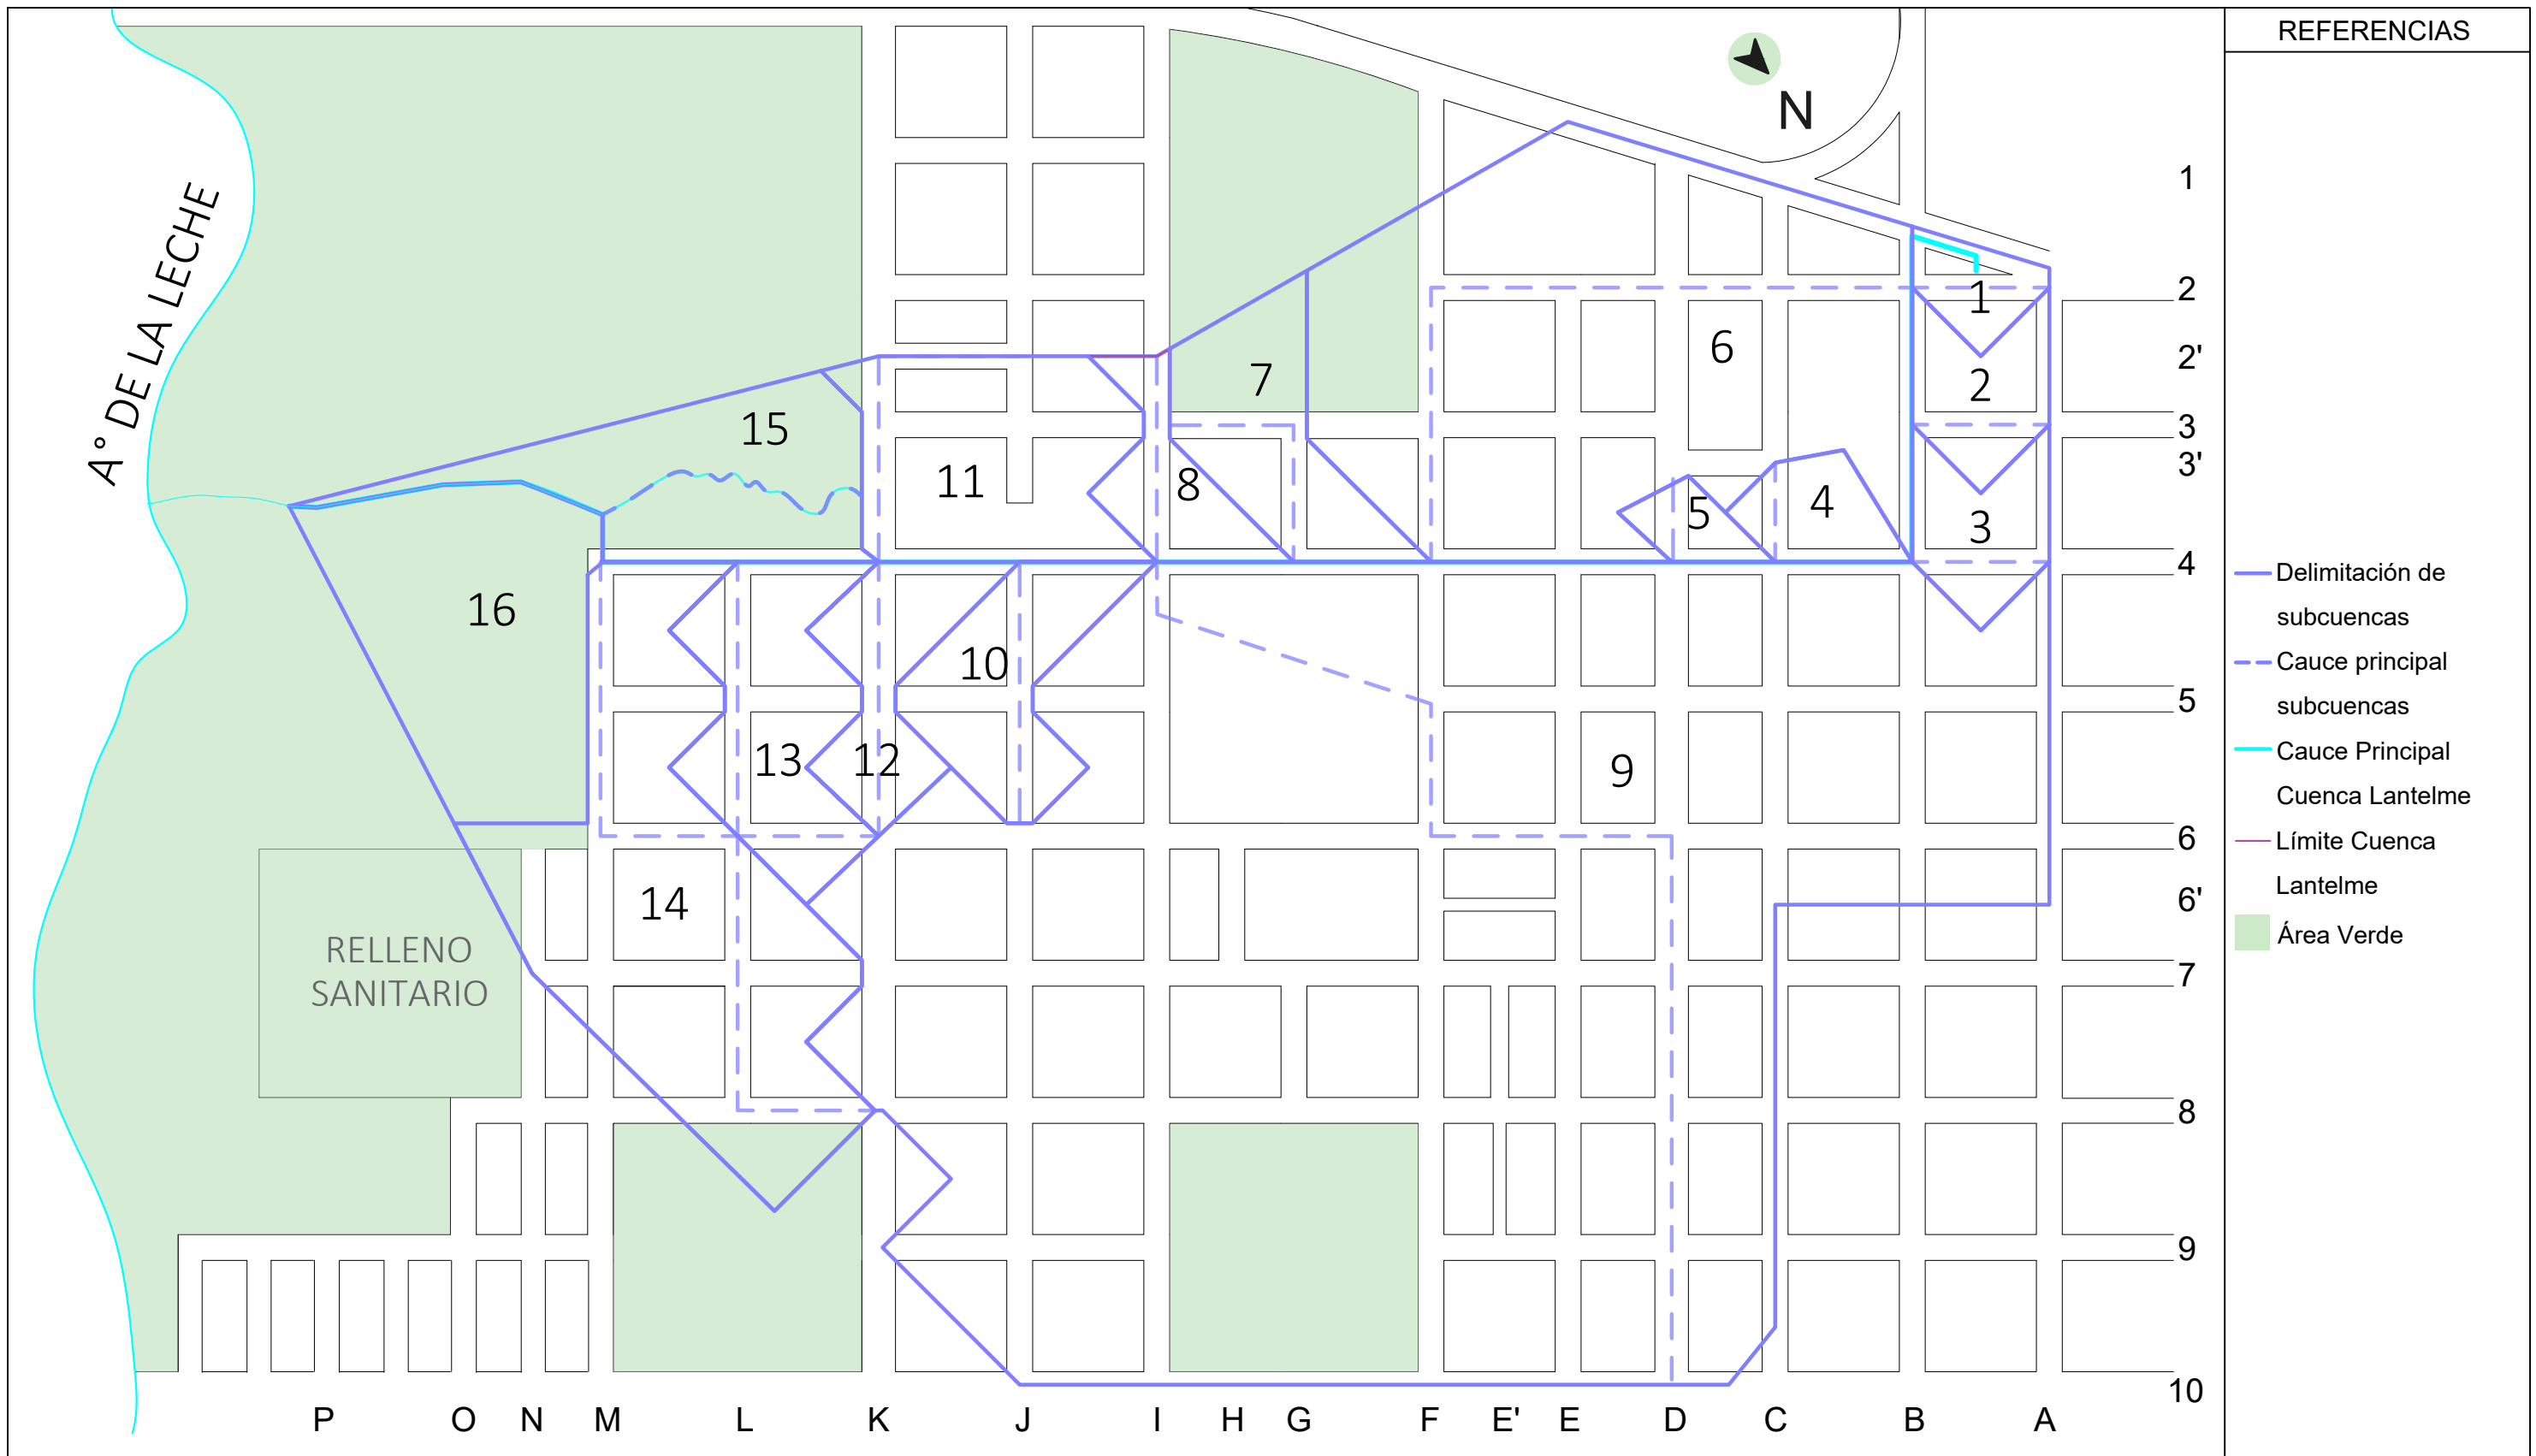 REFERENCIAS
N
A° DE LA LECHE
1
2
2'
3
3'
4
5
6
6'
7
8
9
10
1
2
3
4
5
6
7
8
9
10
11
12
13
14
15
16
RELLENO
SANITARIO
P
O
N
M
L
K
J
I
H
G
F
E'
E
D
C
B
A
Delimitación de
subcuencas
Cauce principal
subcuencas
Cauce Principal
Cuenca Lantelme
Límite Cuenca
Lantelme
Área Verde